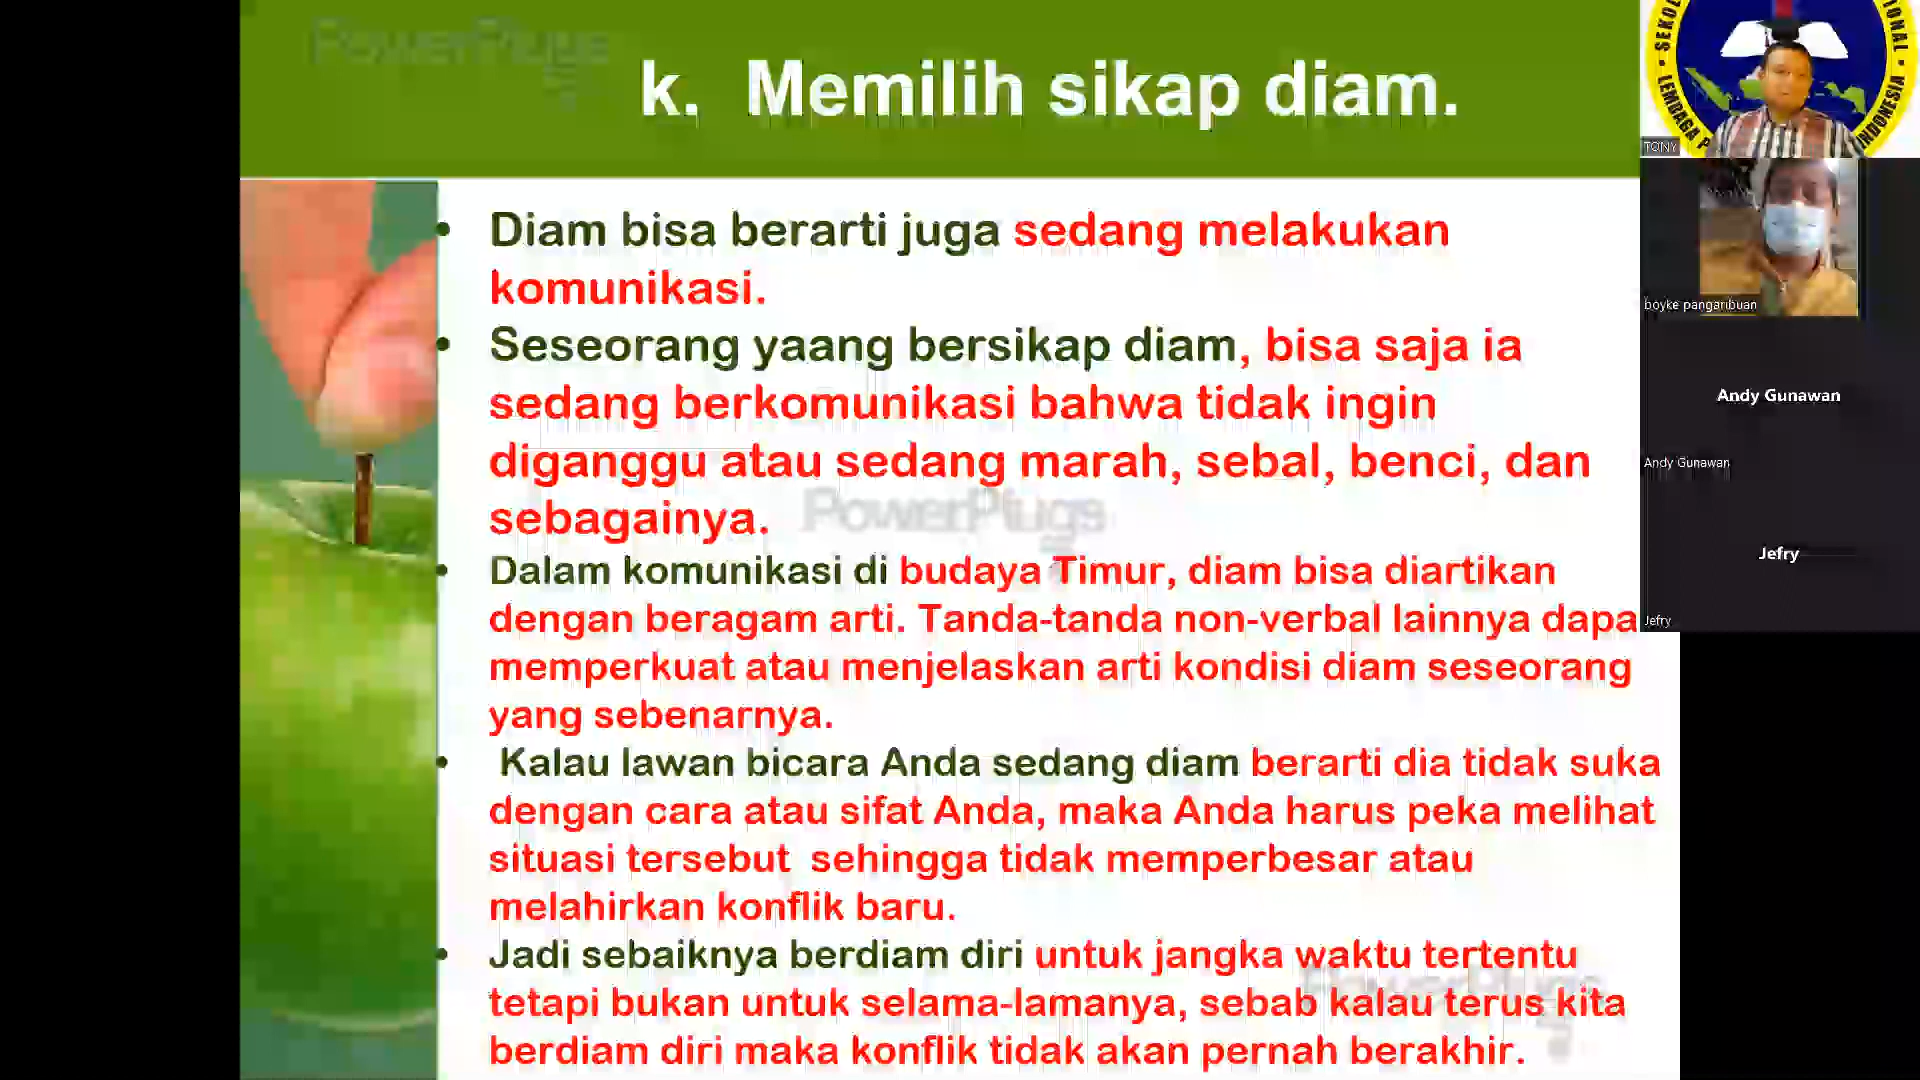 PowerPlugs
k. Memilih sikap diam.
• Diam bisa berarti juga sedang melakukan
komunikasi.
• Seseorang yaang bersikap diam, bisa saja ia
sedang berkomunikasi bahwa tidak ingin
diganggu atau sedang marah, sebal, benci, dan
sebagainya.
PowerPlugs
• Dalam komunikasi di budaya Timur, diam bisa diartikan
dengan beragam arti. Tanda-tanda non-verbal lainnya dapa
memperkuat atau menjelaskan arti kondisi diam seseorang
yang sebenarnya.
• Kalau lawan bicara Anda sedang diam berarti dia tidak suka
dengan cara atau sifat Anda, maka Anda harus peka melihat
situasi tersebut sehingga tidak memperbesar atau
melahirkan konflik baru.
• Jadi sebaiknya berdiam diri untuk jangka waktu tertentu
tetapi bukan untuk selama-lamanya, sebab kalau terus kita
berdiam diri maka konflik tidak akan pernah berakhir.
PowerPlugs
LEMBAGA
INDONESIA
TONY
boyke pangaribuan
Andy Gunawan
Andy Gunawan
Jefry
Jefry